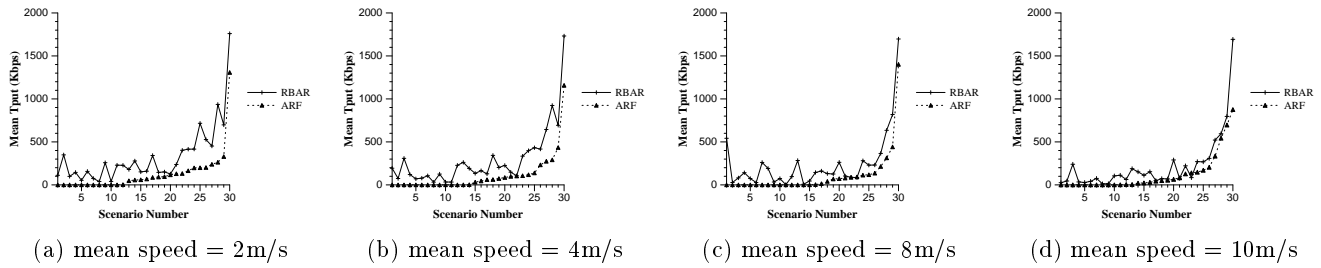 2000
1500
1000
500
0
Mean Tput (Kbps)
5 10 15 20 25 30
Scenario Number
RBAR
ARF
(a) mean speed = 2m/s
2000
1500
1000
500
0
Mean Tput (Kbps)
5 10 15 20 25 30
Scenario Number
RBAR
ARF
(b) mean speed = 4m/s
2000
1500
1000
500
0
Mean Tput (Kbps)
5 10 15 20 25 30
Scenario Number
RBAR
ARF
(c) mean speed = 8m/s
2000
1500
1000
500
0
Mean Tput (Kbps)
5 10 15 20 25 30
Scenario Number
RBAR
ARF
(d) mean speed = 10m/s